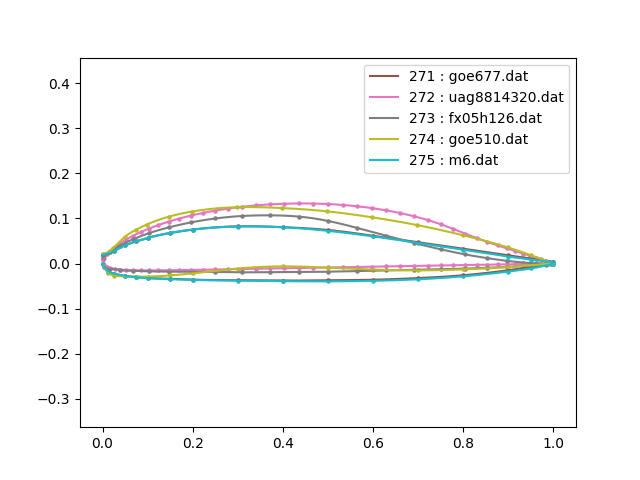 271 : goe677.dat
272 : uag8814320.dat
273 : fx05h126.dat
274 : goe510.dat
275 : m6.dat
0.4
0.3
0.2
0.1
0.0
−0.1
−0.2
−0.3
0.0 0.2 0.4 0.6 0.8 1.0